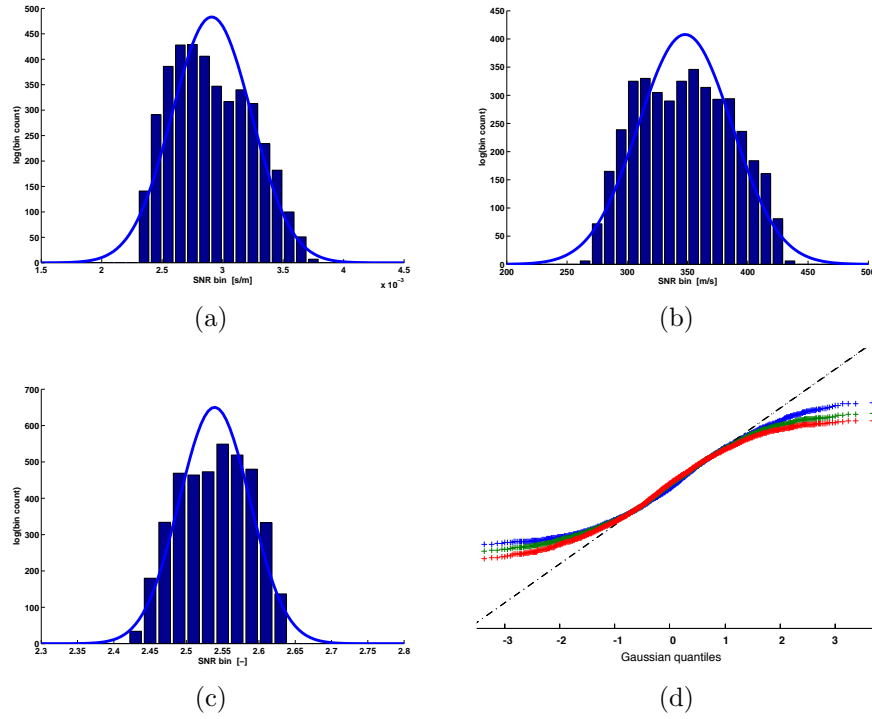 500
450
400
350
300
250
200
150
100
50
0
log(bin count)
1.5 2 2.5 3 3.5 4 4.5
SNR bin [s/m]
x 10⁻³
(a)
450
400
350
300
250
200
150
100
50
0
log(bin count)
200 250 300 350 400 450 500
SNR bin [m/s]
(b)
700
600
500
400
300
200
100
0
log(bin count)
2.3 2.35 2.4 2.45 2.5 2.55 2.6 2.65 2.7 2.75 2.8
SNR bin [–]
(c)
-3 -2 -1 0 1 2 3
Gaussian quantiles
(d)